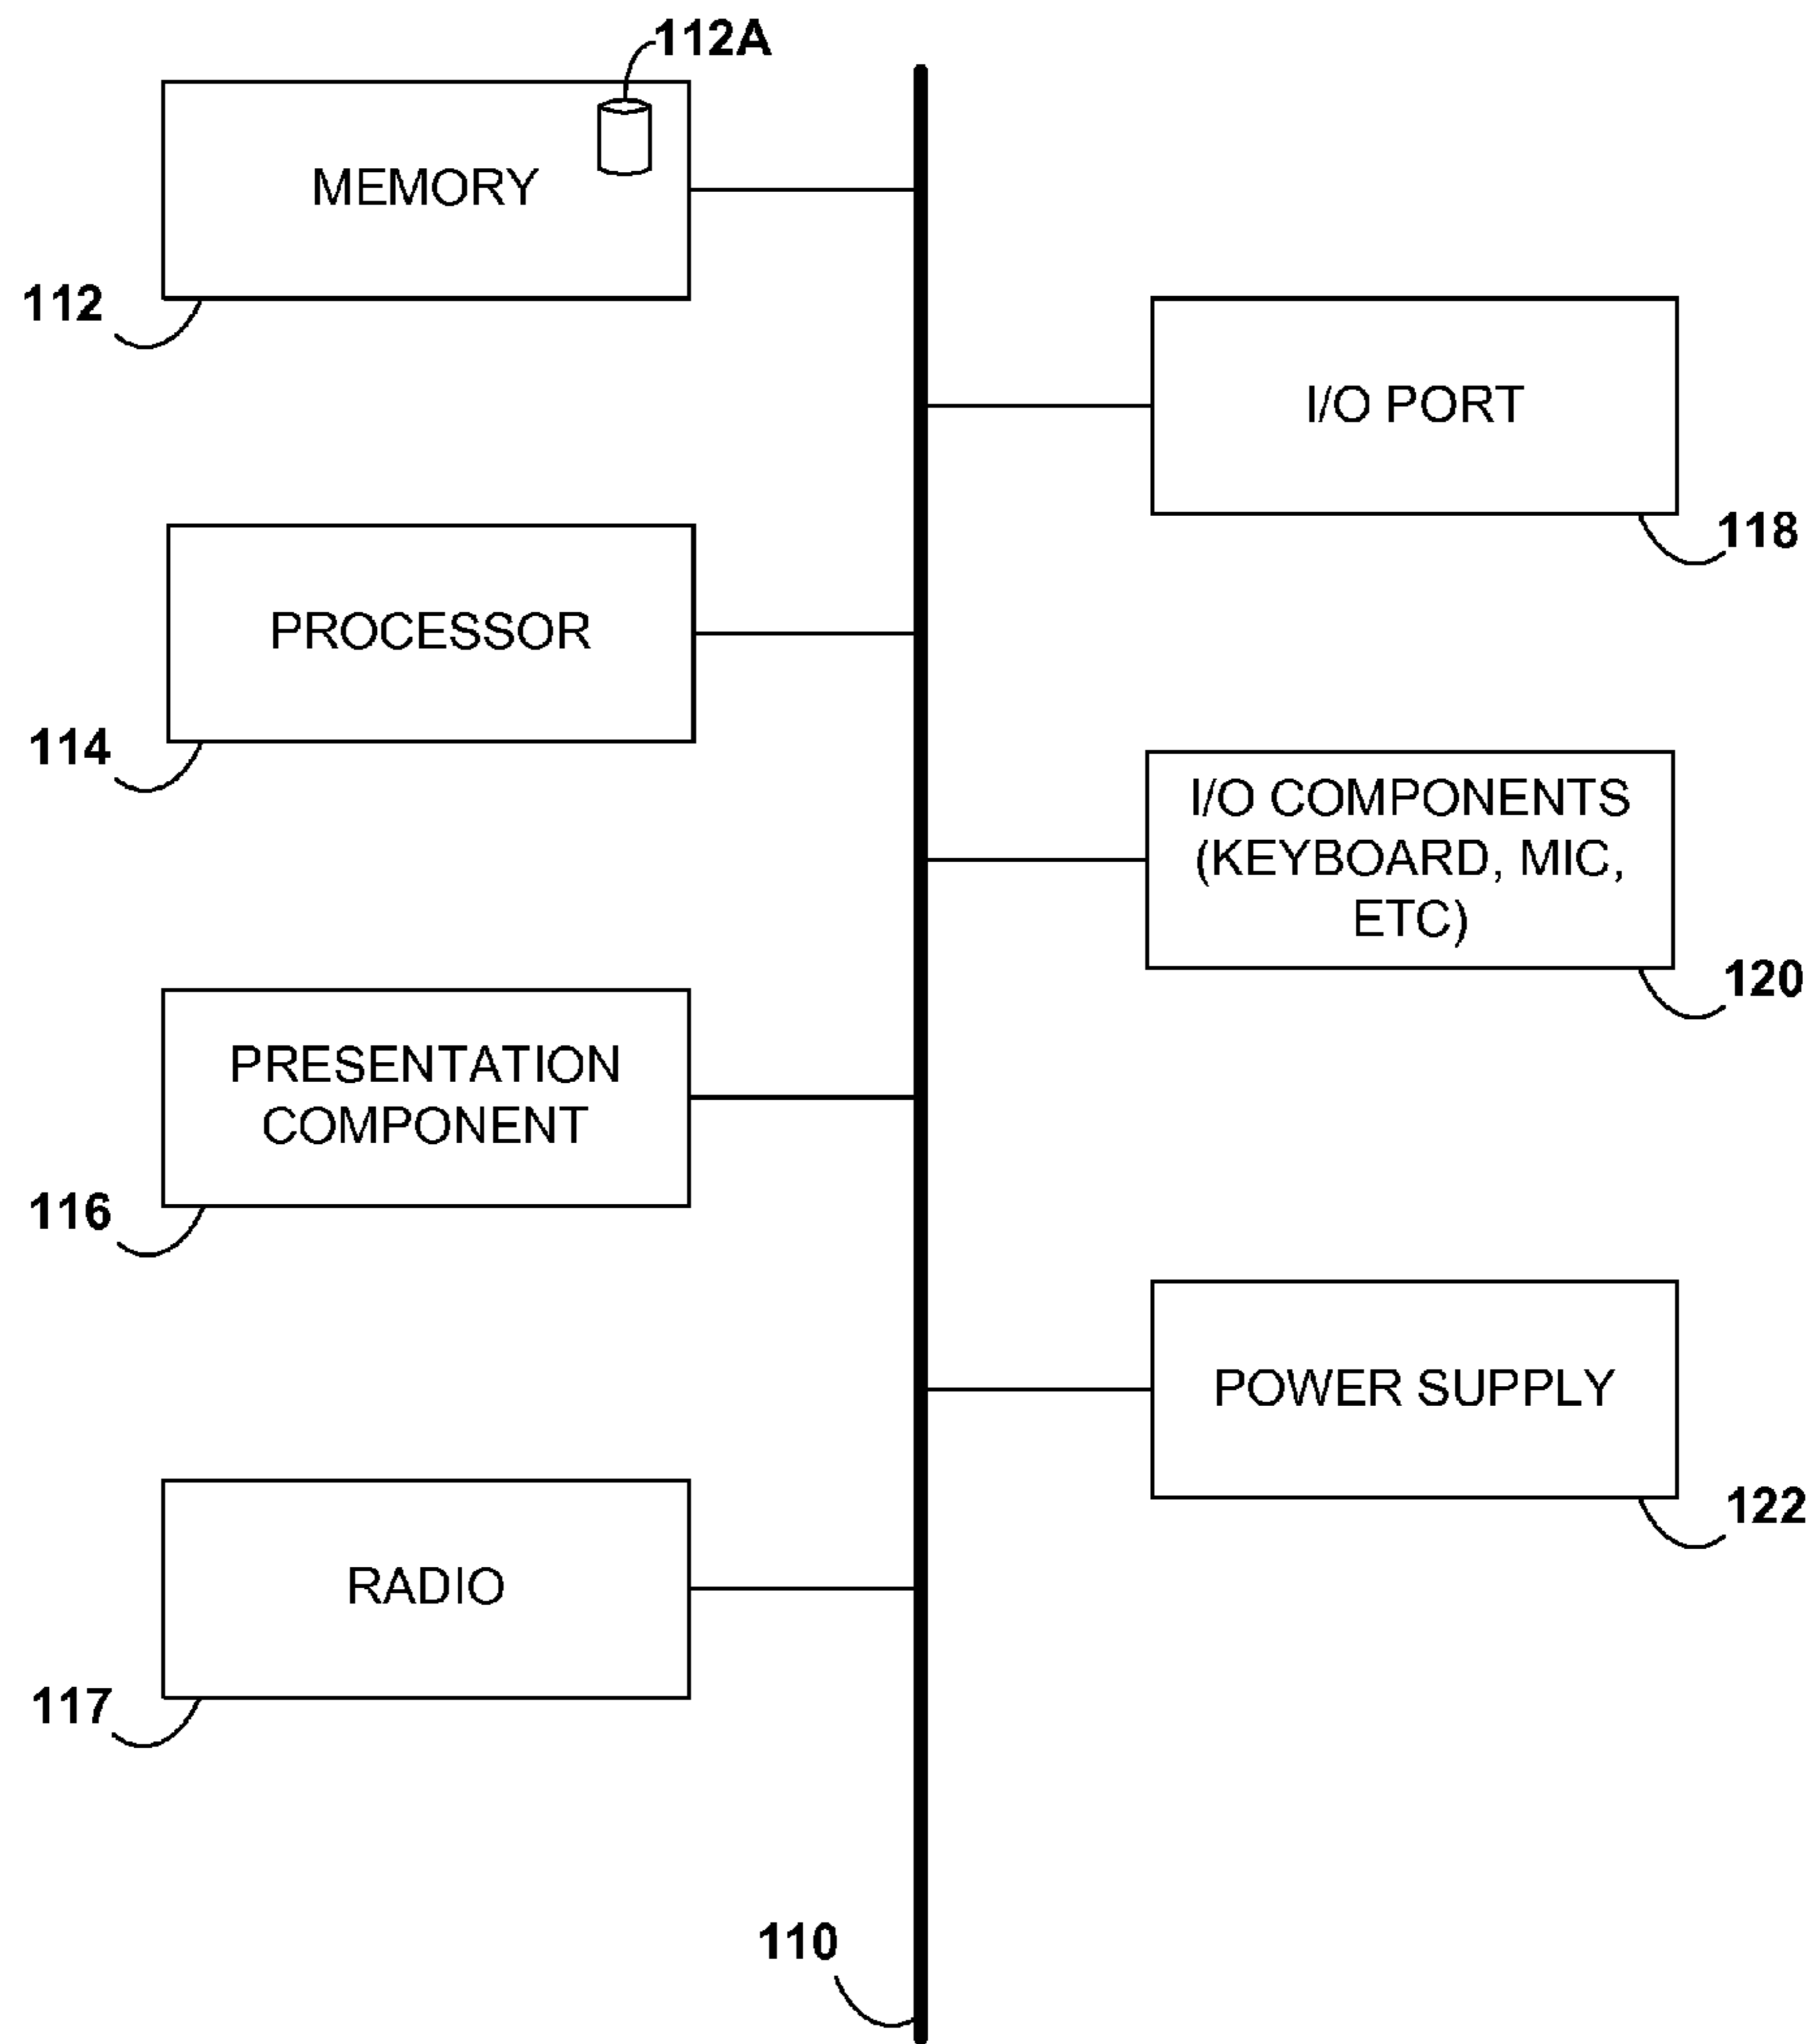 112A
MEMORY
112
I/O PORT
118
PROCESSOR
114
I/O COMPONENTS
(KEYBOARD, MIC,
ETC)
120
PRESENTATION
COMPONENT
116
POWER SUPPLY
122
RADIO
117
110